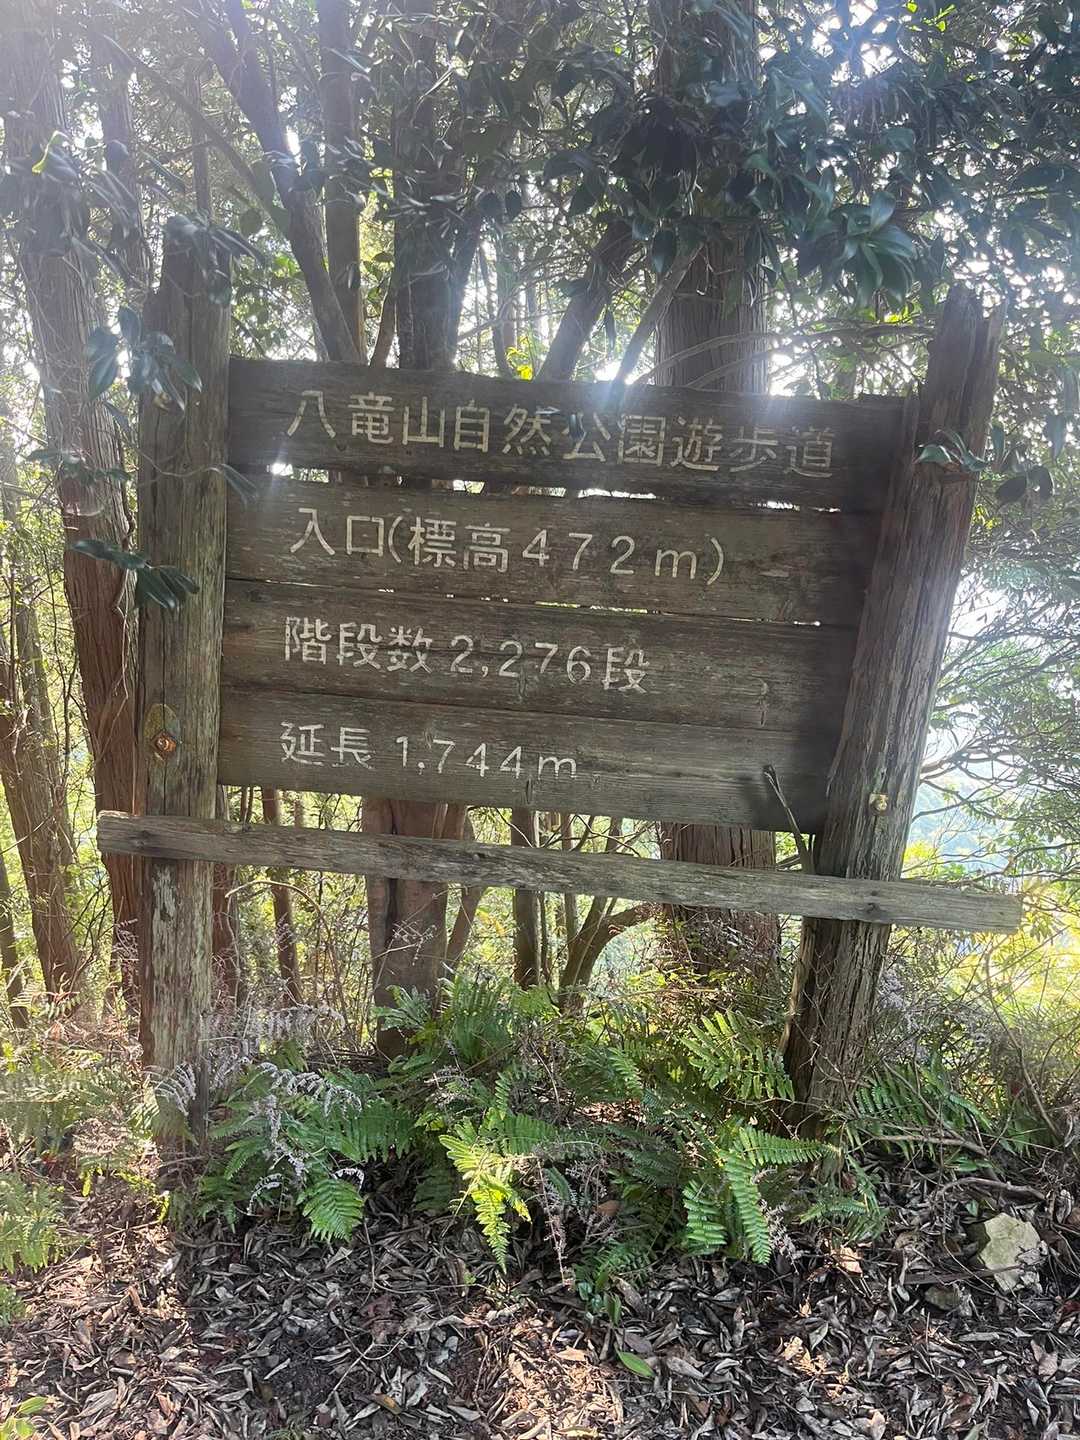 八竜山自然公園遊歩道
入口(標高472m)
階段数2,276段
延長1.744m